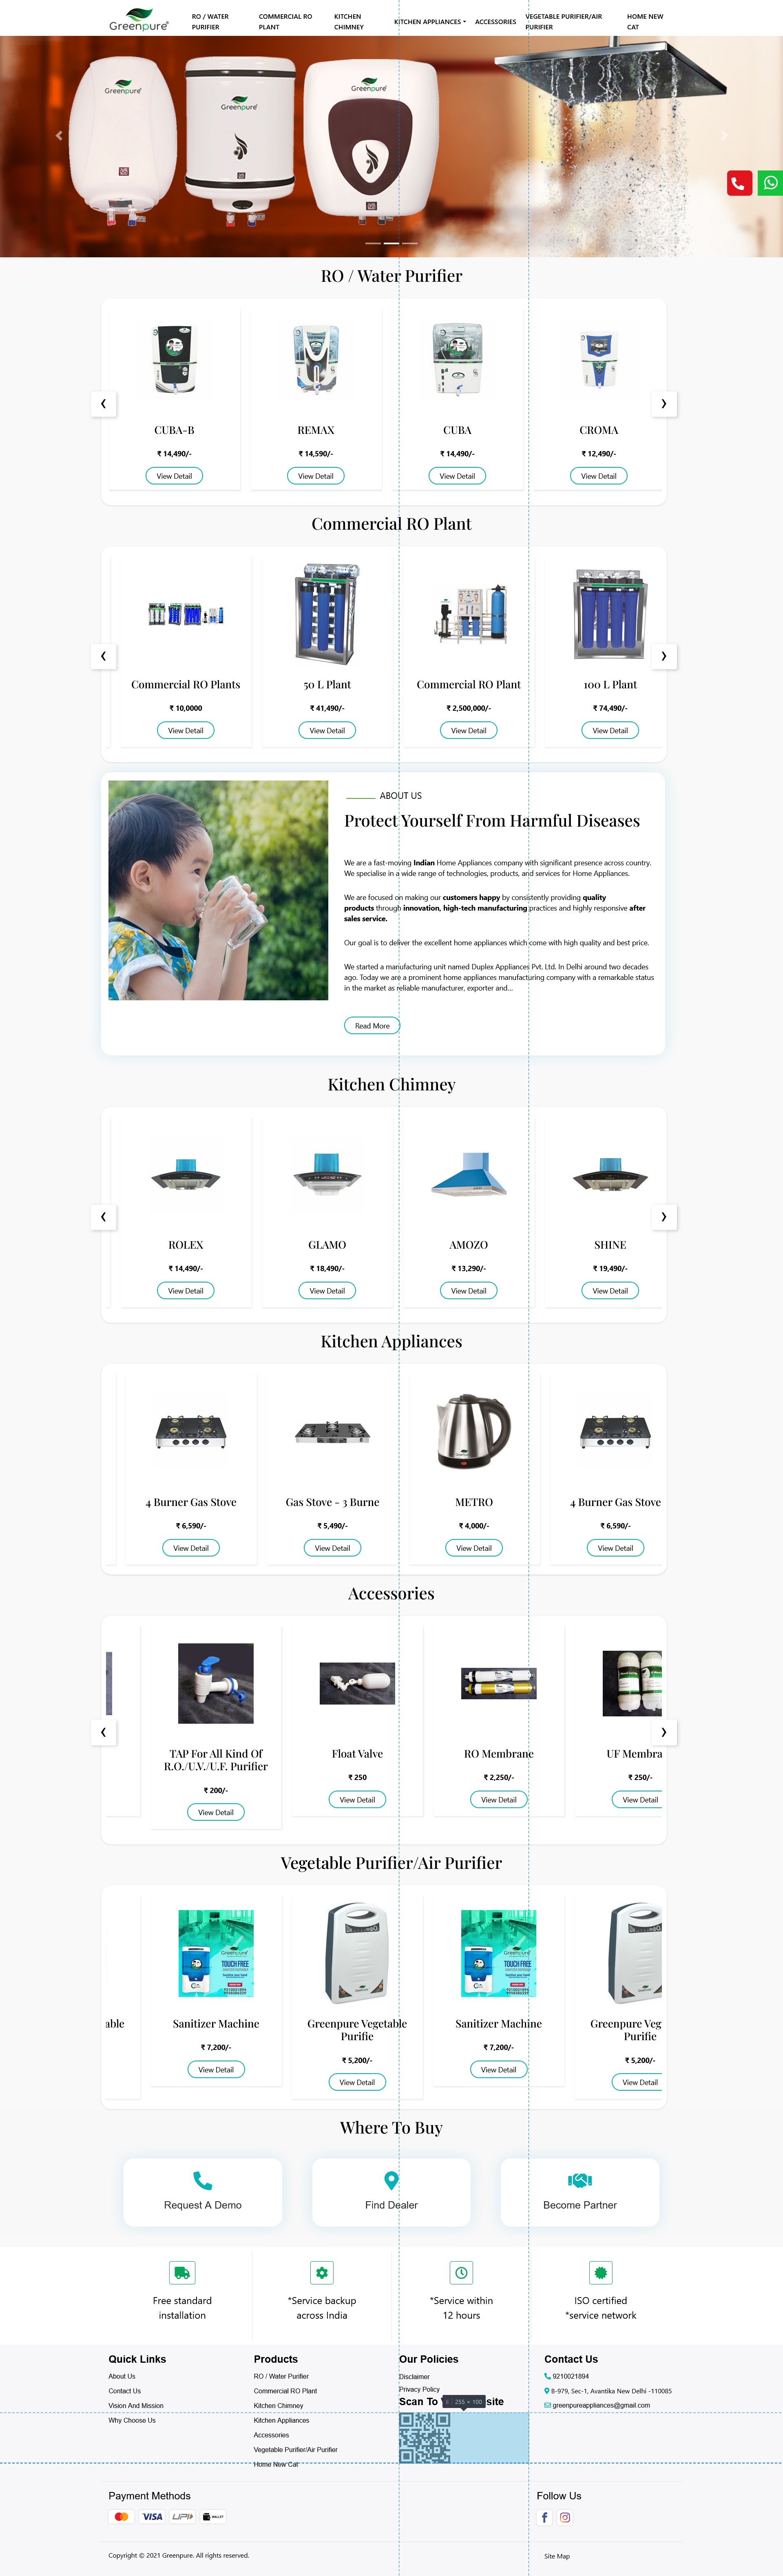 Greenpure®
RO / WATER PURIFIER
COMMERCIAL RO PLANT
KITCHEN CHIMNEY
KITCHEN APPLIANCES
ACCESSORIES
VEGETABLE PURIFIER/AIR PURIFIER
HOME NEW CAT
Greenpure®
Greenpure®
Greenpure®
RO / Water Purifier
CUBA-B
₹ 14,490/-
View Detail
REMAX
₹ 14,590/-
View Detail
CUBA
₹ 14,490/-
View Detail
CROMA
₹ 12,490/-
View Detail
Commercial RO Plant
Commercial RO Plants
₹ 10,0000
View Detail
50 L Plant
₹ 41,490/-
View Detail
Commercial RO Plant
₹ 2,500,000/-
View Detail
100 L Plant
₹ 74,490/-
View Detail
ABOUT US
Protect Yourself From Harmful Diseases
We are a fast-moving Indian Home Appliances company with significant presence across country.
We specialise in a wide range of technologies, products, and services for Home Appliances.
We are focused on making our customers happy by consistently providing quality
products through innovation, high-tech manufacturing practices and highly responsive after
sales service.
Our goal is to deliver the excellent home appliances which come with high quality and best price.
We started a manufacturing unit named Duplex Appliances Pvt. Ltd. In Delhi around two decades
ago. Today we are a prominent home appliances manufacturing company with a remarkable status
in the market as reliable manufacturer, exporter and...
Read More
Kitchen Chimney
ROLEX
₹ 14,490/-
View Detail
GLAMO
₹ 18,490/-
View Detail
AMOZO
₹ 13,290/-
View Detail
SHINE
₹ 19,490/-
View Detail
Kitchen Appliances
4 Burner Gas Stove
₹ 6,590/-
View Detail
Gas Stove - 3 Burne
₹ 5,490/-
View Detail
METRO
₹ 4,000/-
View Detail
4 Burner Gas Stove
₹ 6,590/-
View Detail
Accessories
TAP For All Kind Of
R.O./U.V./U.F. Purifier
₹ 200/-
View Detail
Float Valve
₹ 250
View Detail
RO Membrane
₹ 2,250/-
View Detail
UF Membra
₹ 250/-
View Detail
Vegetable Purifier/Air Purifier
able
Greenpure
TOUCH FREE
Sanitizer Machine
₹ 7,200/-
View Detail
Greenpure Vegetable
Purifie
₹ 5,200/-
View Detail
Greenpure
TOUCH FREE
Sanitizer Machine
₹ 7,200/-
View Detail
Greenpure Veg
Purifie
₹ 5,200/-
View Detail
Where To Buy
Request A Demo
Find Dealer
Become Partner
Free standard
installation
*Service backup
across India
*Service within
12 hours
ISO certified
*service network
Quick Links
About Us
Contact Us
Vision And Mission
Why Choose Us
Products
RO / Water Purifier
Commercial RO Plant
Kitchen Chimney
Kitchen Appliances
Accessories
Vegetable Purifier/Air Purifier
Home New Cat
Our Policies
Disclaimer
Privacy Policy
Scan To site
255 × 100
Contact Us
9210021894
B-979, Sec-1, Avantika New Delhi -110085
greenpureappliances@gmail.com
Payment Methods
VISA
UPI
WALLET
Follow Us
Copyright © 2021 Greenpure. All rights reserved.
Site Map